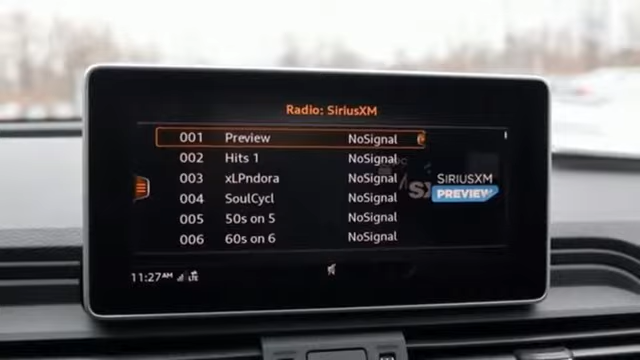 Radio: SiriusXM
001 Preview NoSignal
002 Hits 1 NoSignal
003 xLPndora NoSignal
004 SoulCycl NoSignal
005 50s on 5 NoSignal
006 60s on 6 NoSignal
SIRIUSXM
PREVIEW
11:27AM LTE